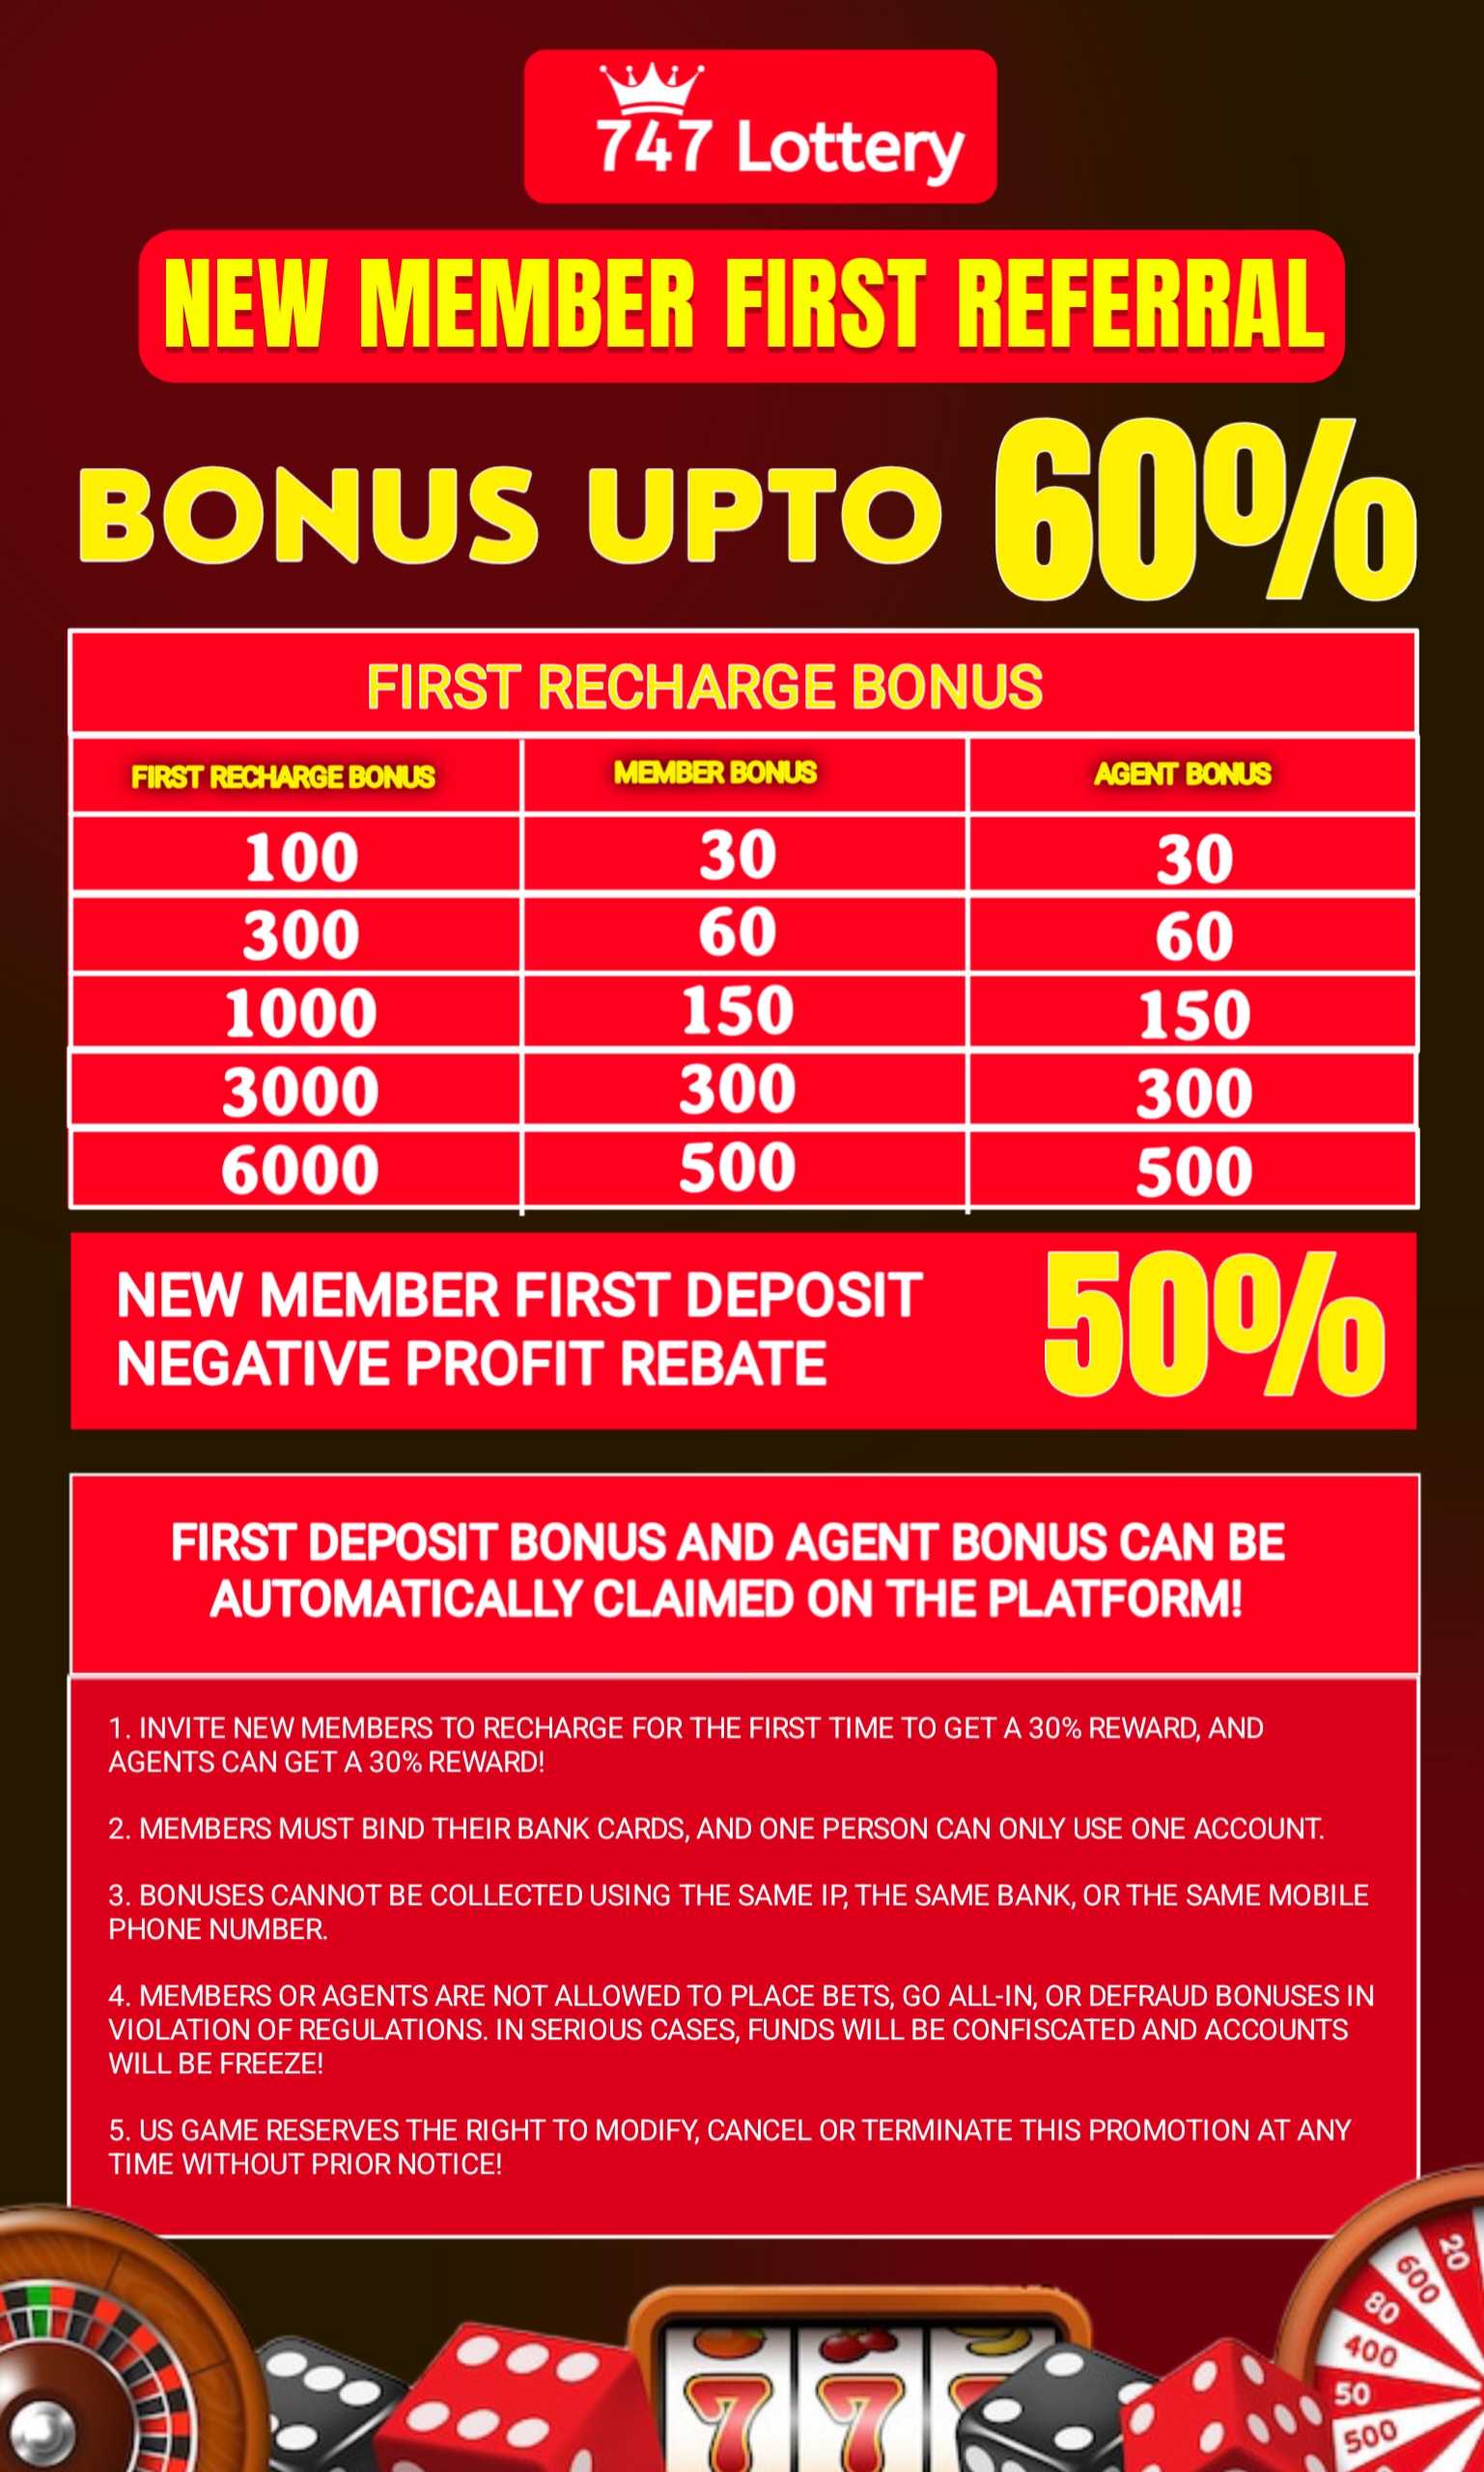 747 Lottery
NEW MEMBER FIRST REFERRAL
BONUS UPTO 60%
FIRST RECHARGE BONUS
FIRST RECHARGE BONUS MEMBER BONUS AGENT BONUS
100 30 30
300 60 60
1000 150 150
3000 300 300
6000 500 500
NEW MEMBER FIRST DEPOSIT
NEGATIVE PROFIT REBATE
50%
FIRST DEPOSIT BONUS AND AGENT BONUS CAN BE
AUTOMATICALLY CLAIMED ON THE PLATFORM!
1. INVITE NEW MEMBERS TO RECHARGE FOR THE FIRST TIME TO GET A 30% REWARD, AND
AGENTS CAN GET A 30% REWARD!
2. MEMBERS MUST BIND THEIR BANK CARDS, AND ONE PERSON CAN ONLY USE ONE ACCOUNT.
3. BONUSES CANNOT BE COLLECTED USING THE SAME IP, THE SAME BANK, OR THE SAME MOBILE
PHONE NUMBER.
4. MEMBERS OR AGENTS ARE NOT ALLOWED TO PLACE BETS, GO ALL-IN, OR DEFRAUD BONUSES IN
VIOLATION OF REGULATIONS. IN SERIOUS CASES, FUNDS WILL BE CONFISCATED AND ACCOUNTS
WILL BE FREEZE!
5. US GAME RESERVES THE RIGHT TO MODIFY, CANCEL OR TERMINATE THIS PROMOTION AT ANY
TIME WITHOUT PRIOR NOTICE!
20
600
80
400
50
500
7 7